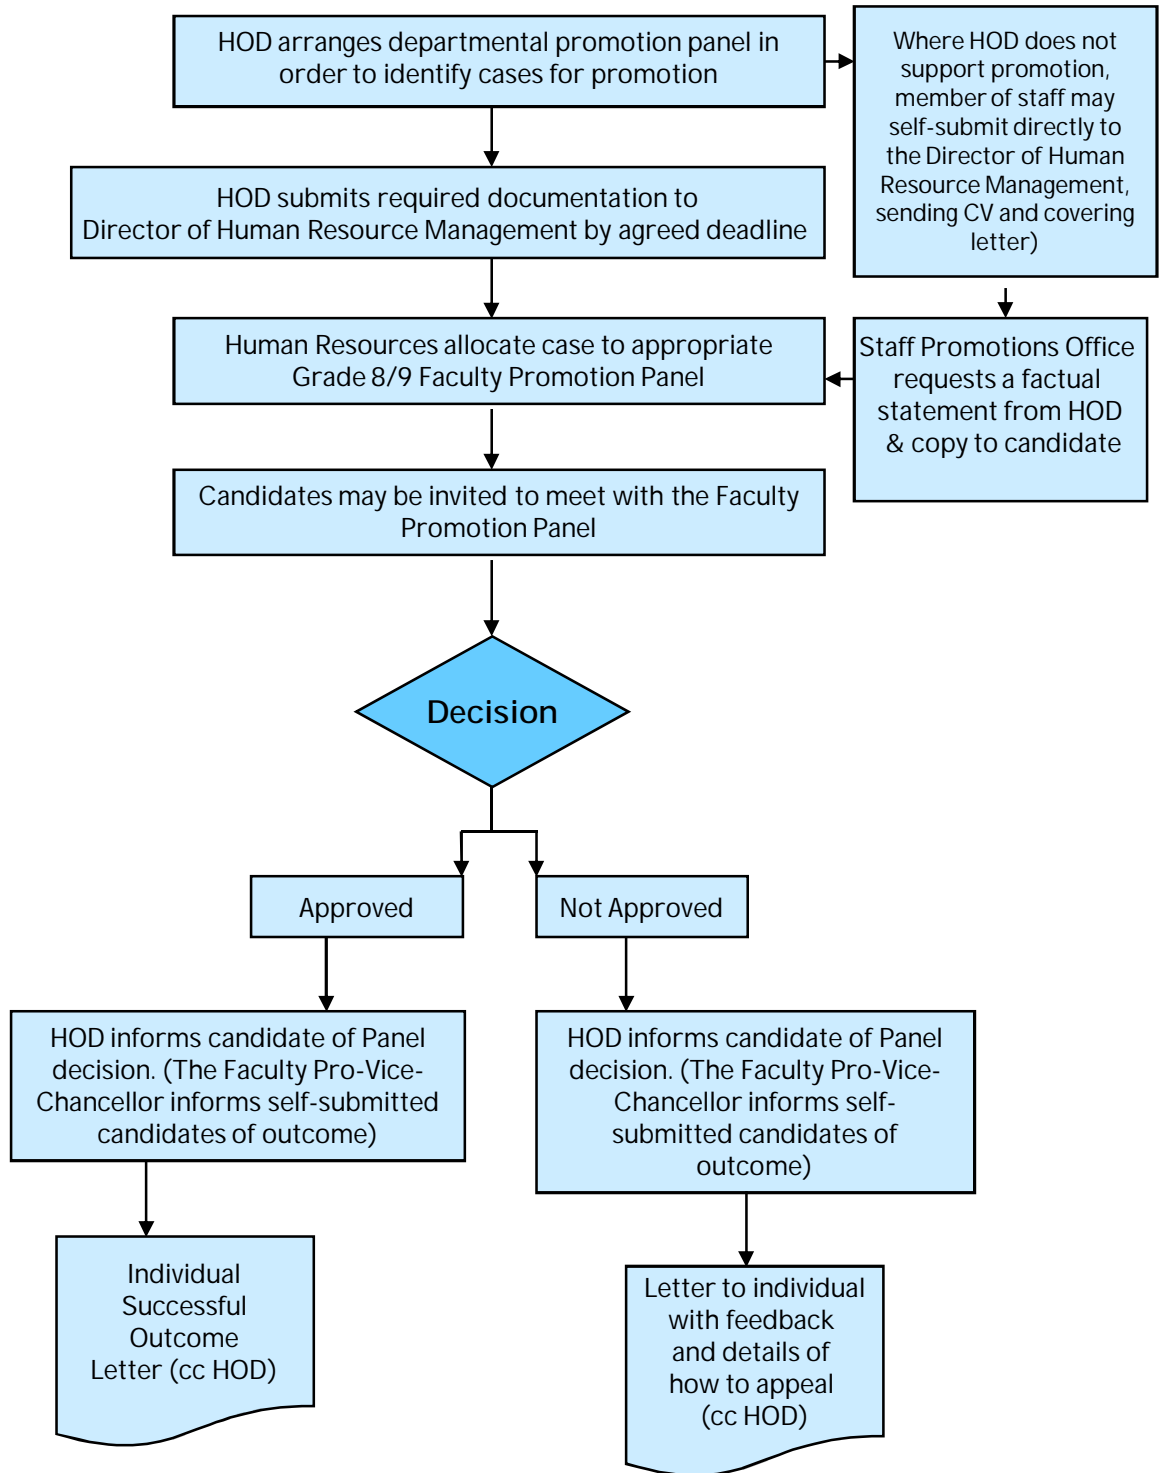 HOD arranges departmental promotion panel in
order to identify cases for promotion
Where HOD does not
support promotion,
member of staff may
self-submit directly to
the Director of Human
Resource Management,
sending CV and covering
letter)
HOD submits required documentation to
Director of Human Resource Management by agreed deadline
Human Resources allocate case to appropriate
Grade 8/9 Faculty Promotion Panel
Staff Promotions Office
requests a factual
statement from HOD
& copy to candidate
Candidates may be invited to meet with the Faculty
Promotion Panel
Decision
Approved
Not Approved
HOD informs candidate of Panel
decision. (The Faculty Pro-Vice-
Chancellor informs self-submitted
candidates of outcome)
HOD informs candidate of Panel
decision. (The Faculty Pro-Vice-
Chancellor informs self-
submitted candidates of
outcome)
Individual
Successful
Outcome
Letter (cc HOD)
Letter to individual
with feedback
and details of
how to appeal
(cc HOD)